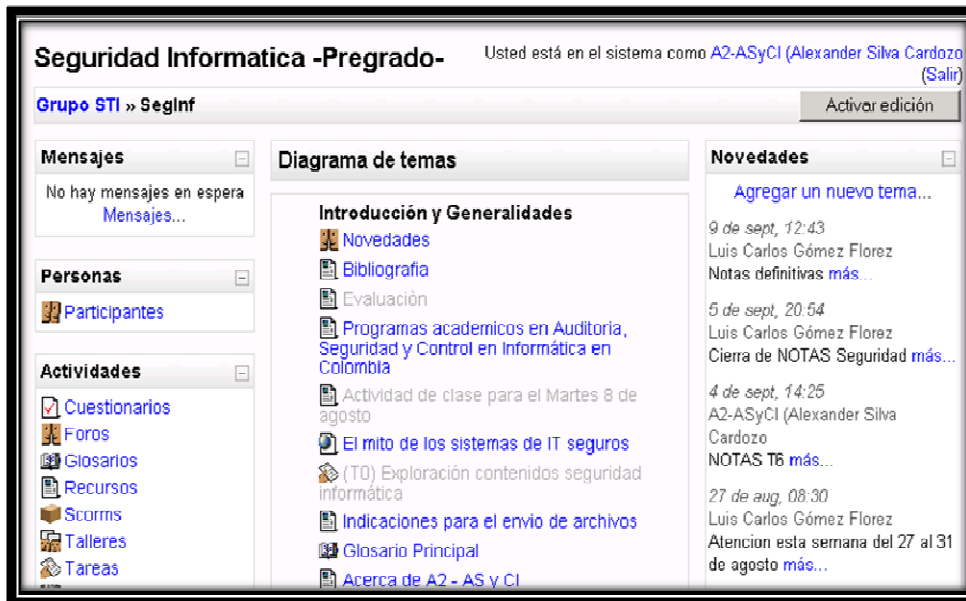 Seguridad Informatica -Pregrado-
Usted está en el sistema como A2-ASyCI (Alexander Silva Cardozo
(Salir)
Grupo STI » SegInf
Activar edición
Mensajes
No hay mensajes en espera
Mensajes...
Personas
Participantes
Actividades
Cuestionarios
Foros
Glosarios
Recursos
Scorms
Talleres
Tareas
Diagrama de temas
Introducción y Generalidades
Novedades
Bibliografia
Evaluaciòn
Programas academicos en Auditoria,
Seguridad y Control en Informática en
Colombia
Actividad de clase para el Martes 8 de
agosto
El mito de los sistemas de IT seguros
(T0) Exploración contenidos seguridad
informática
Indicaciones para el envio de archivos
Glosario Principal
Acerca de A2 - AS y CI
Novedades
Agregar un nuevo tema...
9 de sept, 12:43
Luis Carlos Gómez Florez
Notas definitivas más...
5 de sept, 20:54
Luis Carlos Gómez Florez
Cierra de NOTAS Seguridad más...
4 de sept, 14:25
A2-ASyCI (Alexander Silva
Cardozo
NOTAS T6 más...
27 de aug, 08:30
Luis Carlos Gómez Florez
Atencion esta semana del 27 al 31
de agosto más...